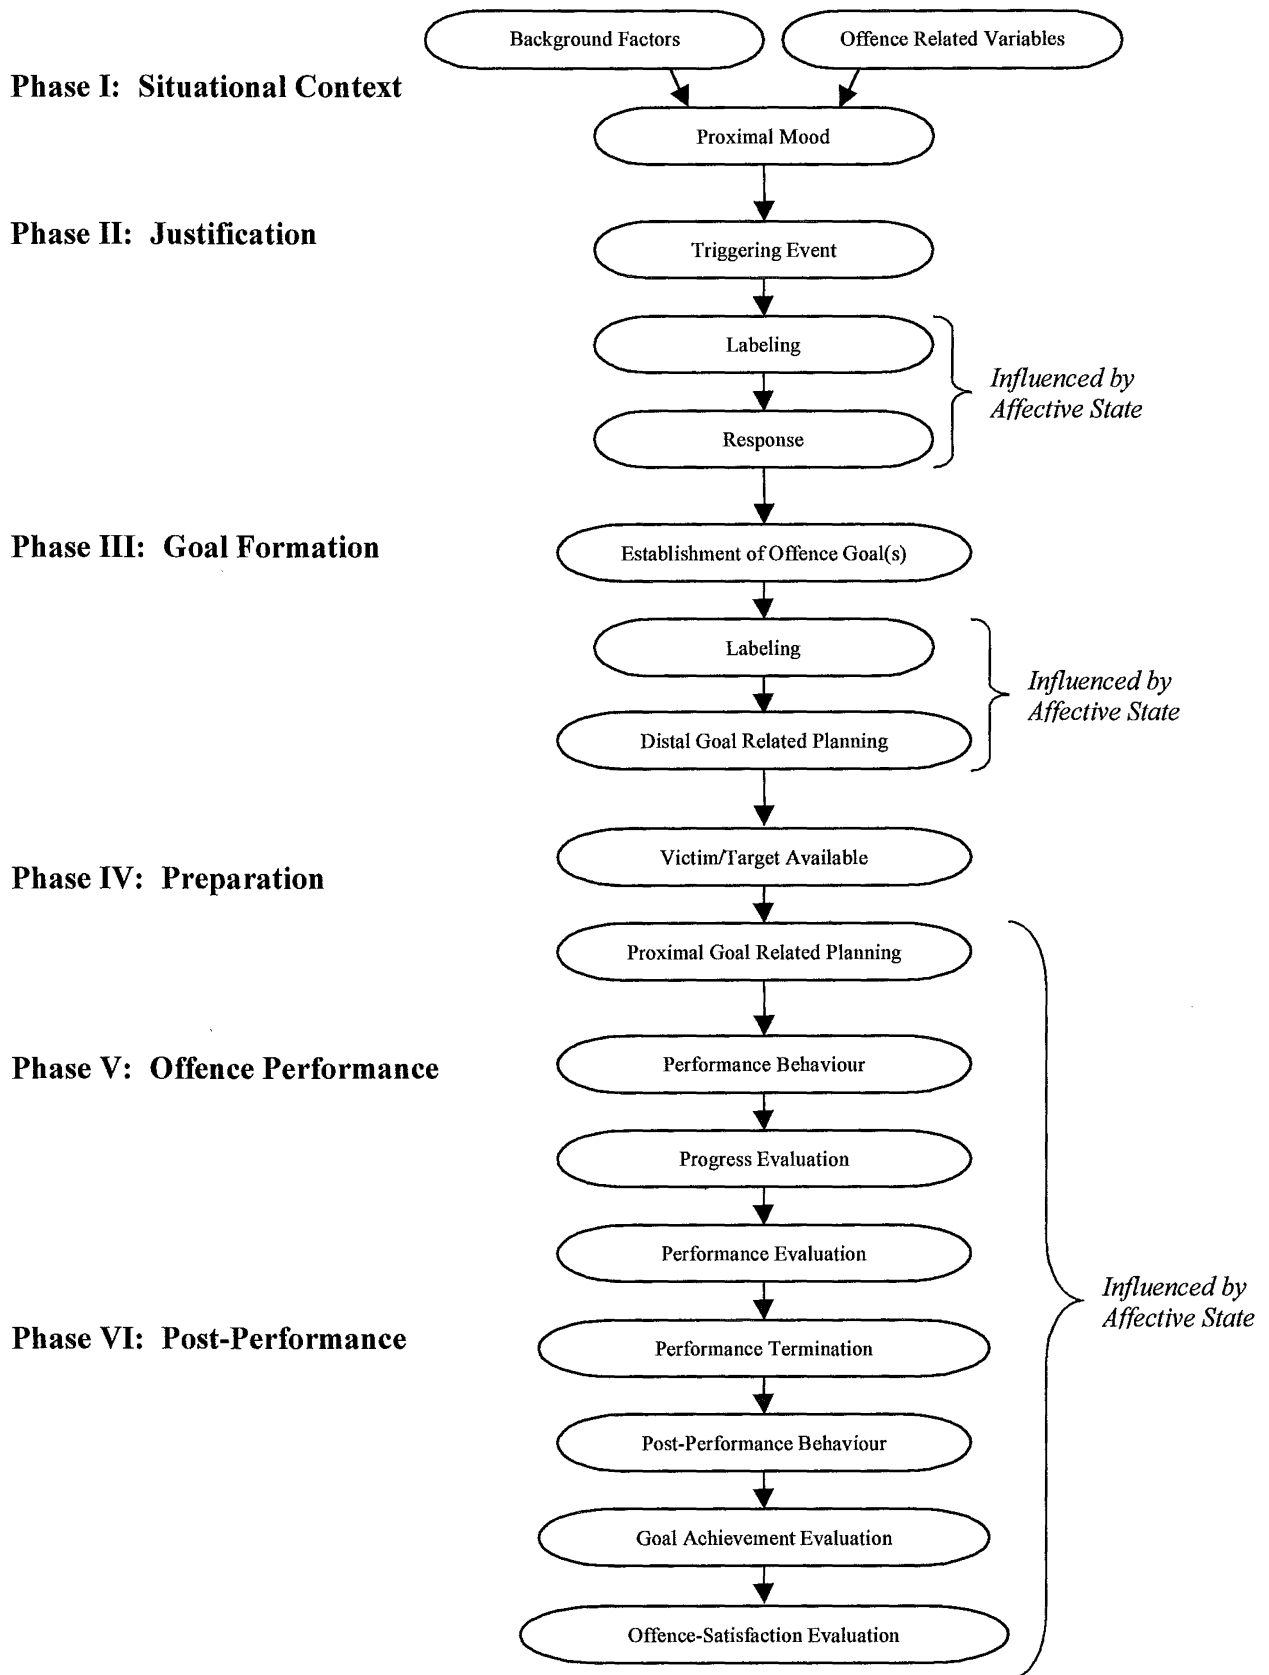 Background Factors
Offence Related Variables
Phase I: Situational Context
Proximal Mood
Phase II: Justification
Triggering Event
Labeling
Influenced by
Affective State
Response
Phase III: Goal Formation
Establishment of Offence Goal(s)
Labeling
Influenced by
Affective State
Distal Goal Related Planning
Victim/Target Available
Phase IV: Preparation
Proximal Goal Related Planning
Phase V: Offence Performance
Performance Behaviour
Progress Evaluation
Performance Evaluation
Influenced by
Affective State
Phase VI: Post-Performance
Performance Termination
Post-Performance Behaviour
Goal Achievement Evaluation
Offence-Satisfaction Evaluation